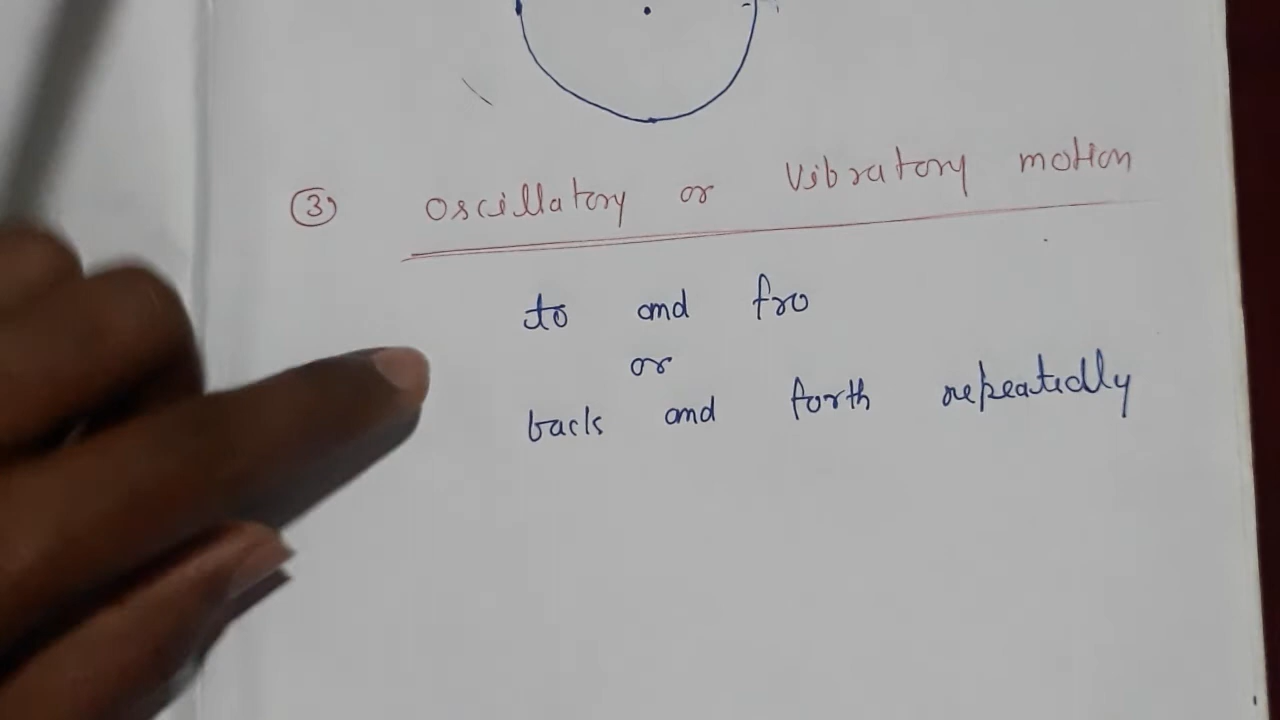 3 Oscillatory or Vibratory motion
to and fro
or
back and forth repeatedly